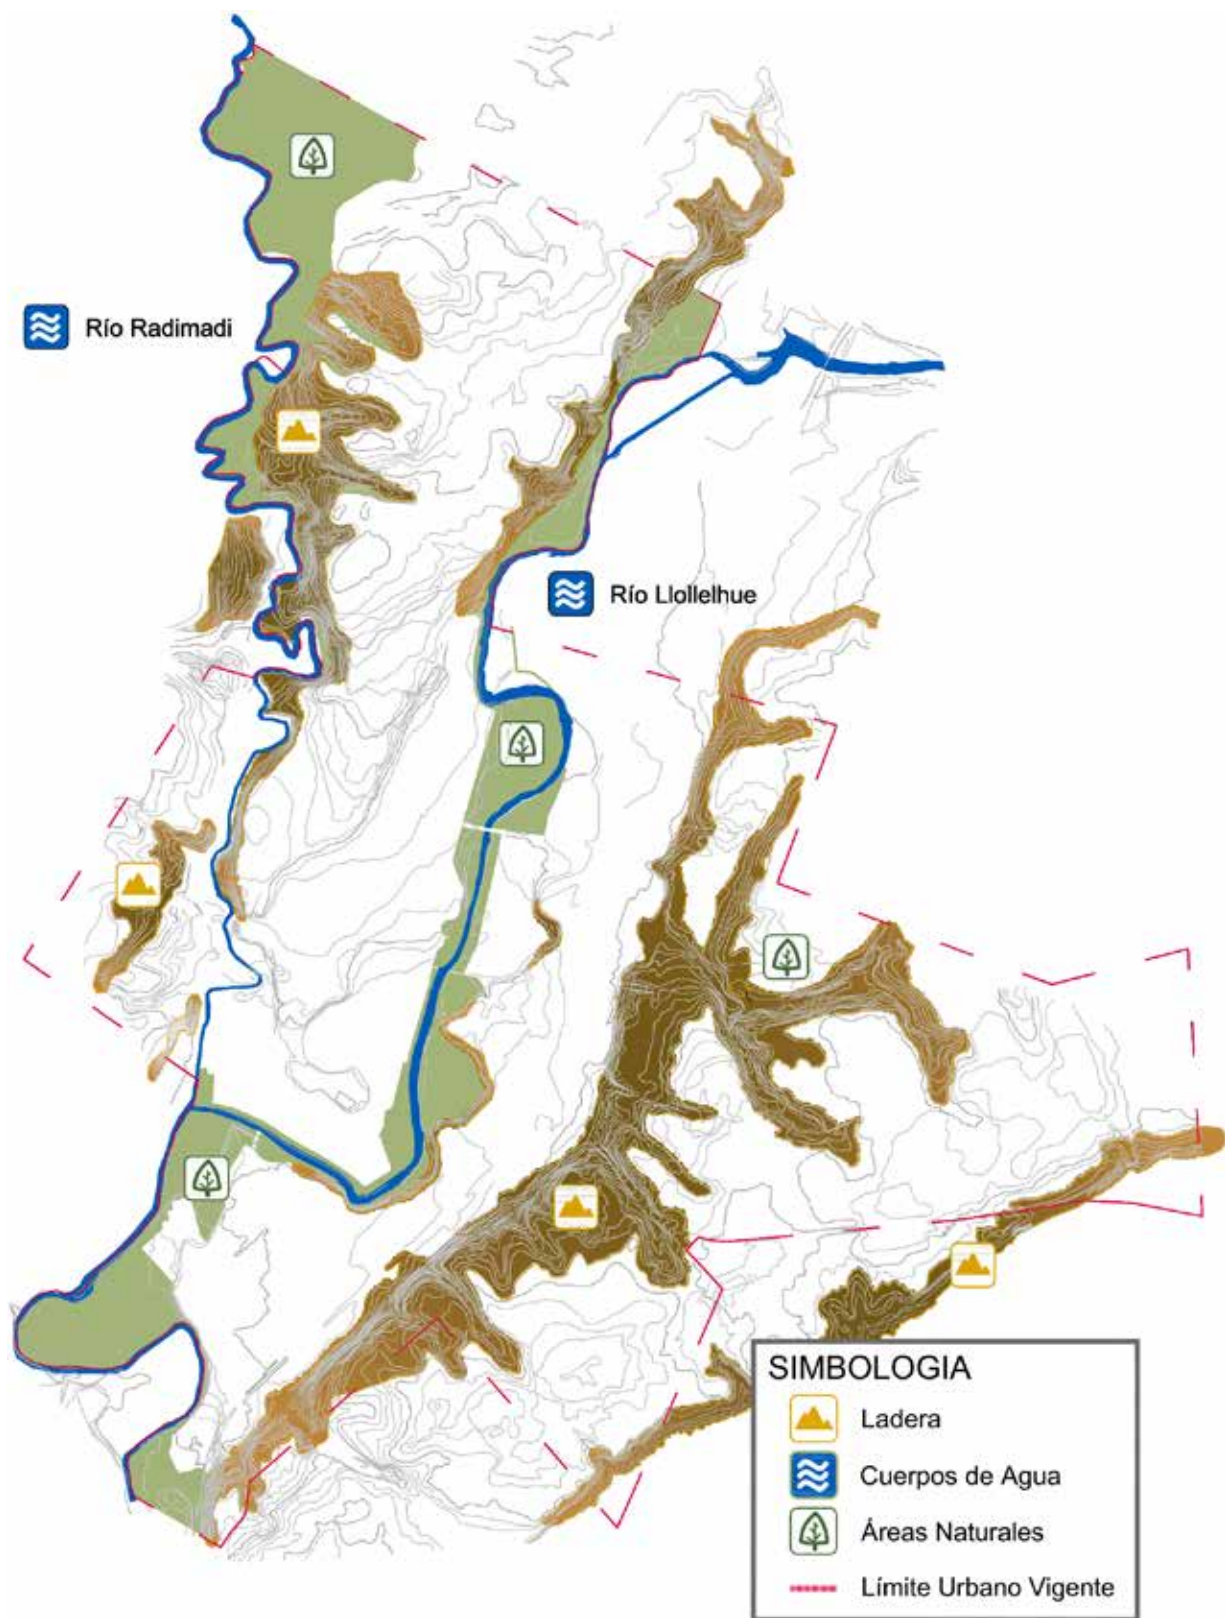 Río Radimadi
Río Llollelhue
SIMBOLOGIA
Ladera
Cuerpos de Agua
Áreas Naturales
Límite Urbano Vigente